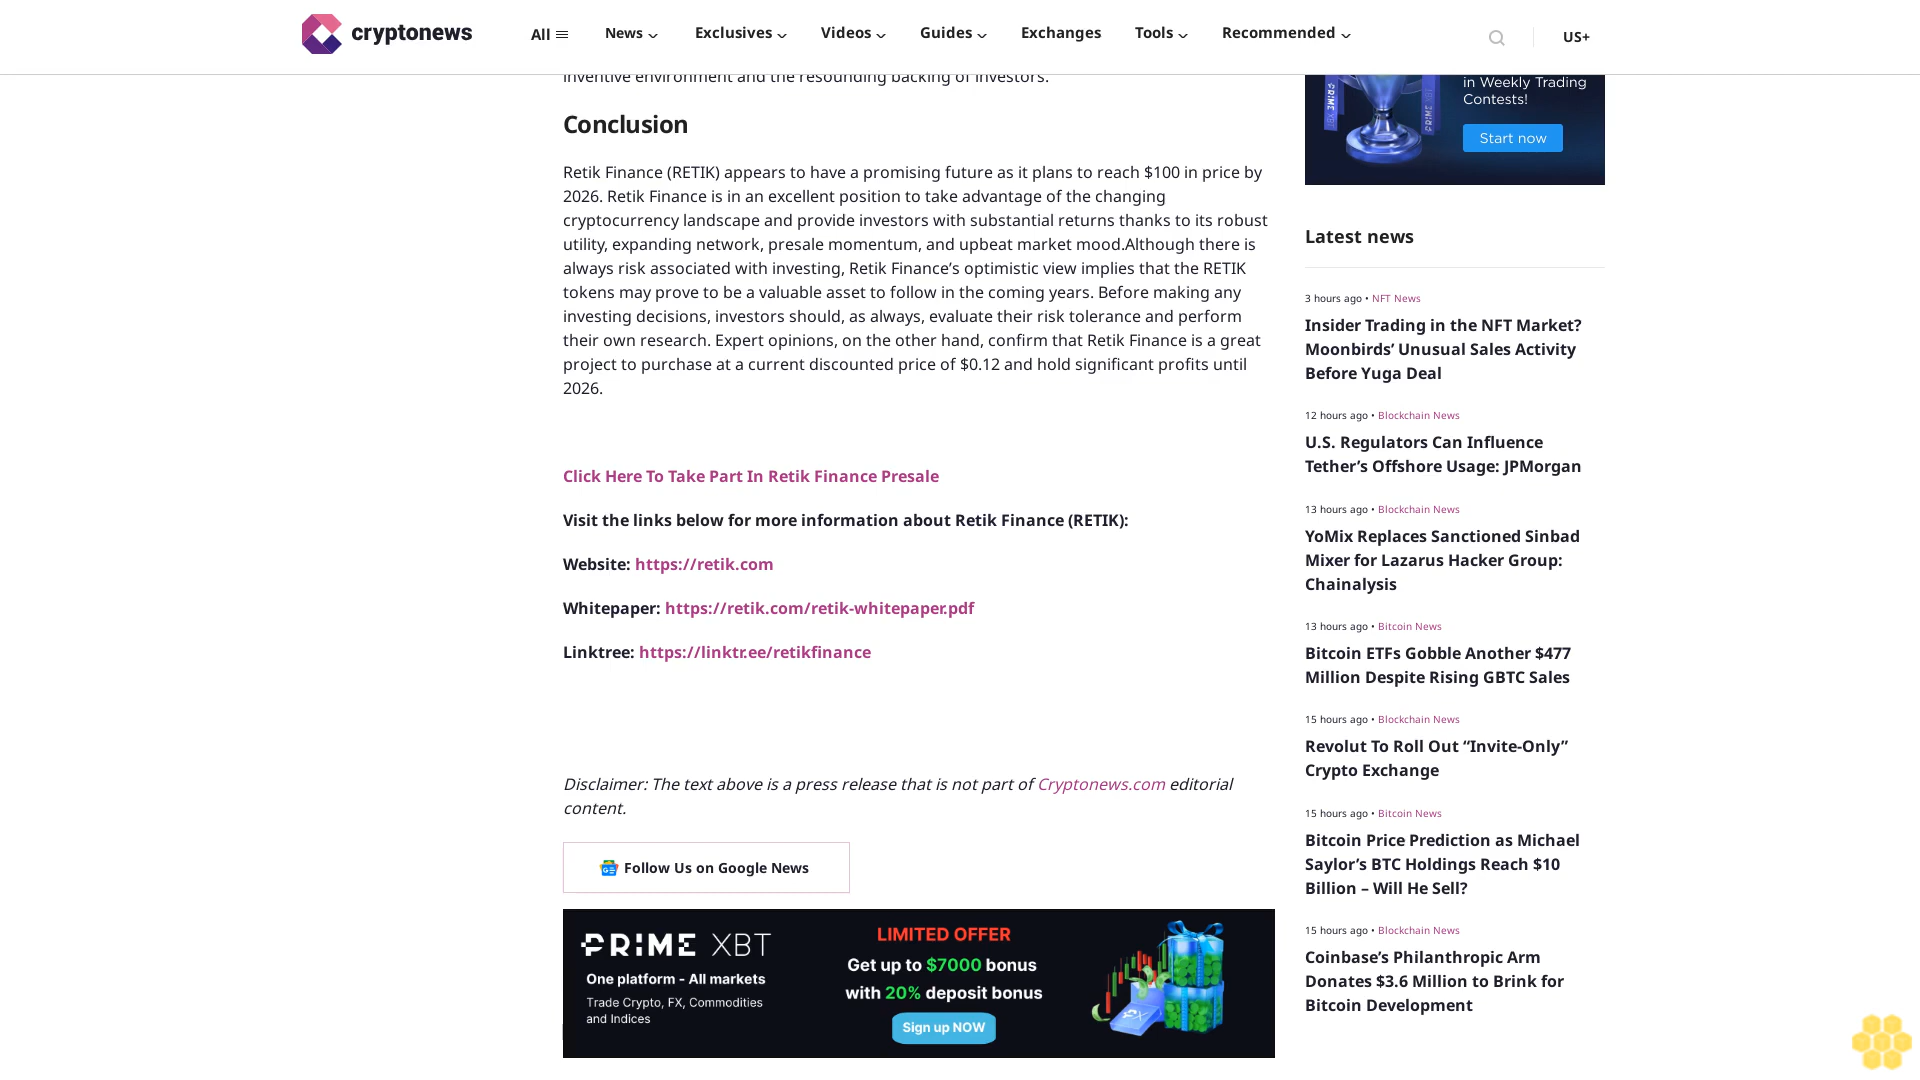 cryptonews
All
News
Exclusives
Videos
Guides
Exchanges
Tools
Recommended
US+
inventive environment and the resounding backing of investors.
Conclusion
Retik Finance (RETIK) appears to have a promising future as it plans to reach $100 in price by
2026. Retik Finance is in an excellent position to take advantage of the changing
cryptocurrency landscape and provide investors with substantial returns thanks to its robust
utility, expanding network, presale momentum, and upbeat market mood.Although there is
always risk associated with investing, Retik Finance’s optimistic view implies that the RETIK
tokens may prove to be a valuable asset to follow in the coming years. Before making any
investing decisions, investors should, as always, evaluate their risk tolerance and perform
their own research. Expert opinions, on the other hand, confirm that Retik Finance is a great
project to purchase at a current discounted price of $0.12 and hold significant profits until
2026.
Click Here To Take Part In Retik Finance Presale
Visit the links below for more information about Retik Finance (RETIK):
Website: https://retik.com
Whitepaper: https://retik.com/retik-whitepaper.pdf
Linktree: https://linktr.ee/retikfinance
Disclaimer: The text above is a press release that is not part of Cryptonews.com editorial
content.
Follow Us on Google News
PRIME XBT
One platform - All markets
Trade Crypto, FX, Commodities
and Indices
LIMITED OFFER
Get up to $7000 bonus
with 20% deposit bonus
Sign up NOW
in Weekly Trading
Contests!
Start now
Latest news
3 hours ago • NFT News
Insider Trading in the NFT Market?
Moonbirds’ Unusual Sales Activity
Before Yuga Deal
12 hours ago • Blockchain News
U.S. Regulators Can Influence
Tether’s Offshore Usage: JPMorgan
13 hours ago • Blockchain News
YoMix Replaces Sanctioned Sinbad
Mixer for Lazarus Hacker Group:
Chainalysis
13 hours ago • Bitcoin News
Bitcoin ETFs Gobble Another $477
Million Despite Rising GBTC Sales
15 hours ago • Blockchain News
Revolut To Roll Out “Invite-Only”
Crypto Exchange
15 hours ago • Bitcoin News
Bitcoin Price Prediction as Michael
Saylor’s BTC Holdings Reach $10
Billion – Will He Sell?
15 hours ago • Blockchain News
Coinbase’s Philanthropic Arm
Donates $3.6 Million to Brink for
Bitcoin Development